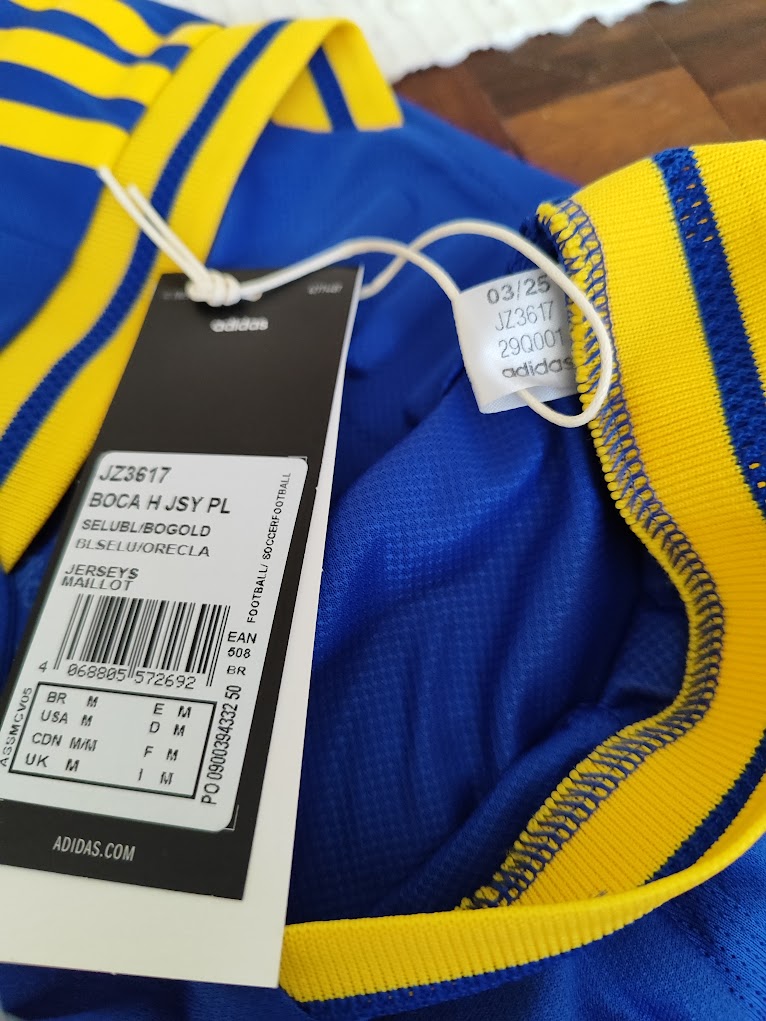 adidas
JZ3617
BOCA H JSY PL
SELUBL/BOGOLD
BLSELU/ORECLA
JERSEYS
MAILLOT
FOOTBALL/ SOCCERFOOTBALL
EAN
508
BR
4 068805 572692
BR M E M
USA M D M
CDN M/M F M
UK M I M
PO 0900394332 50
ADIDAS.COM
03/25
JZ3617
29Q001
adidas